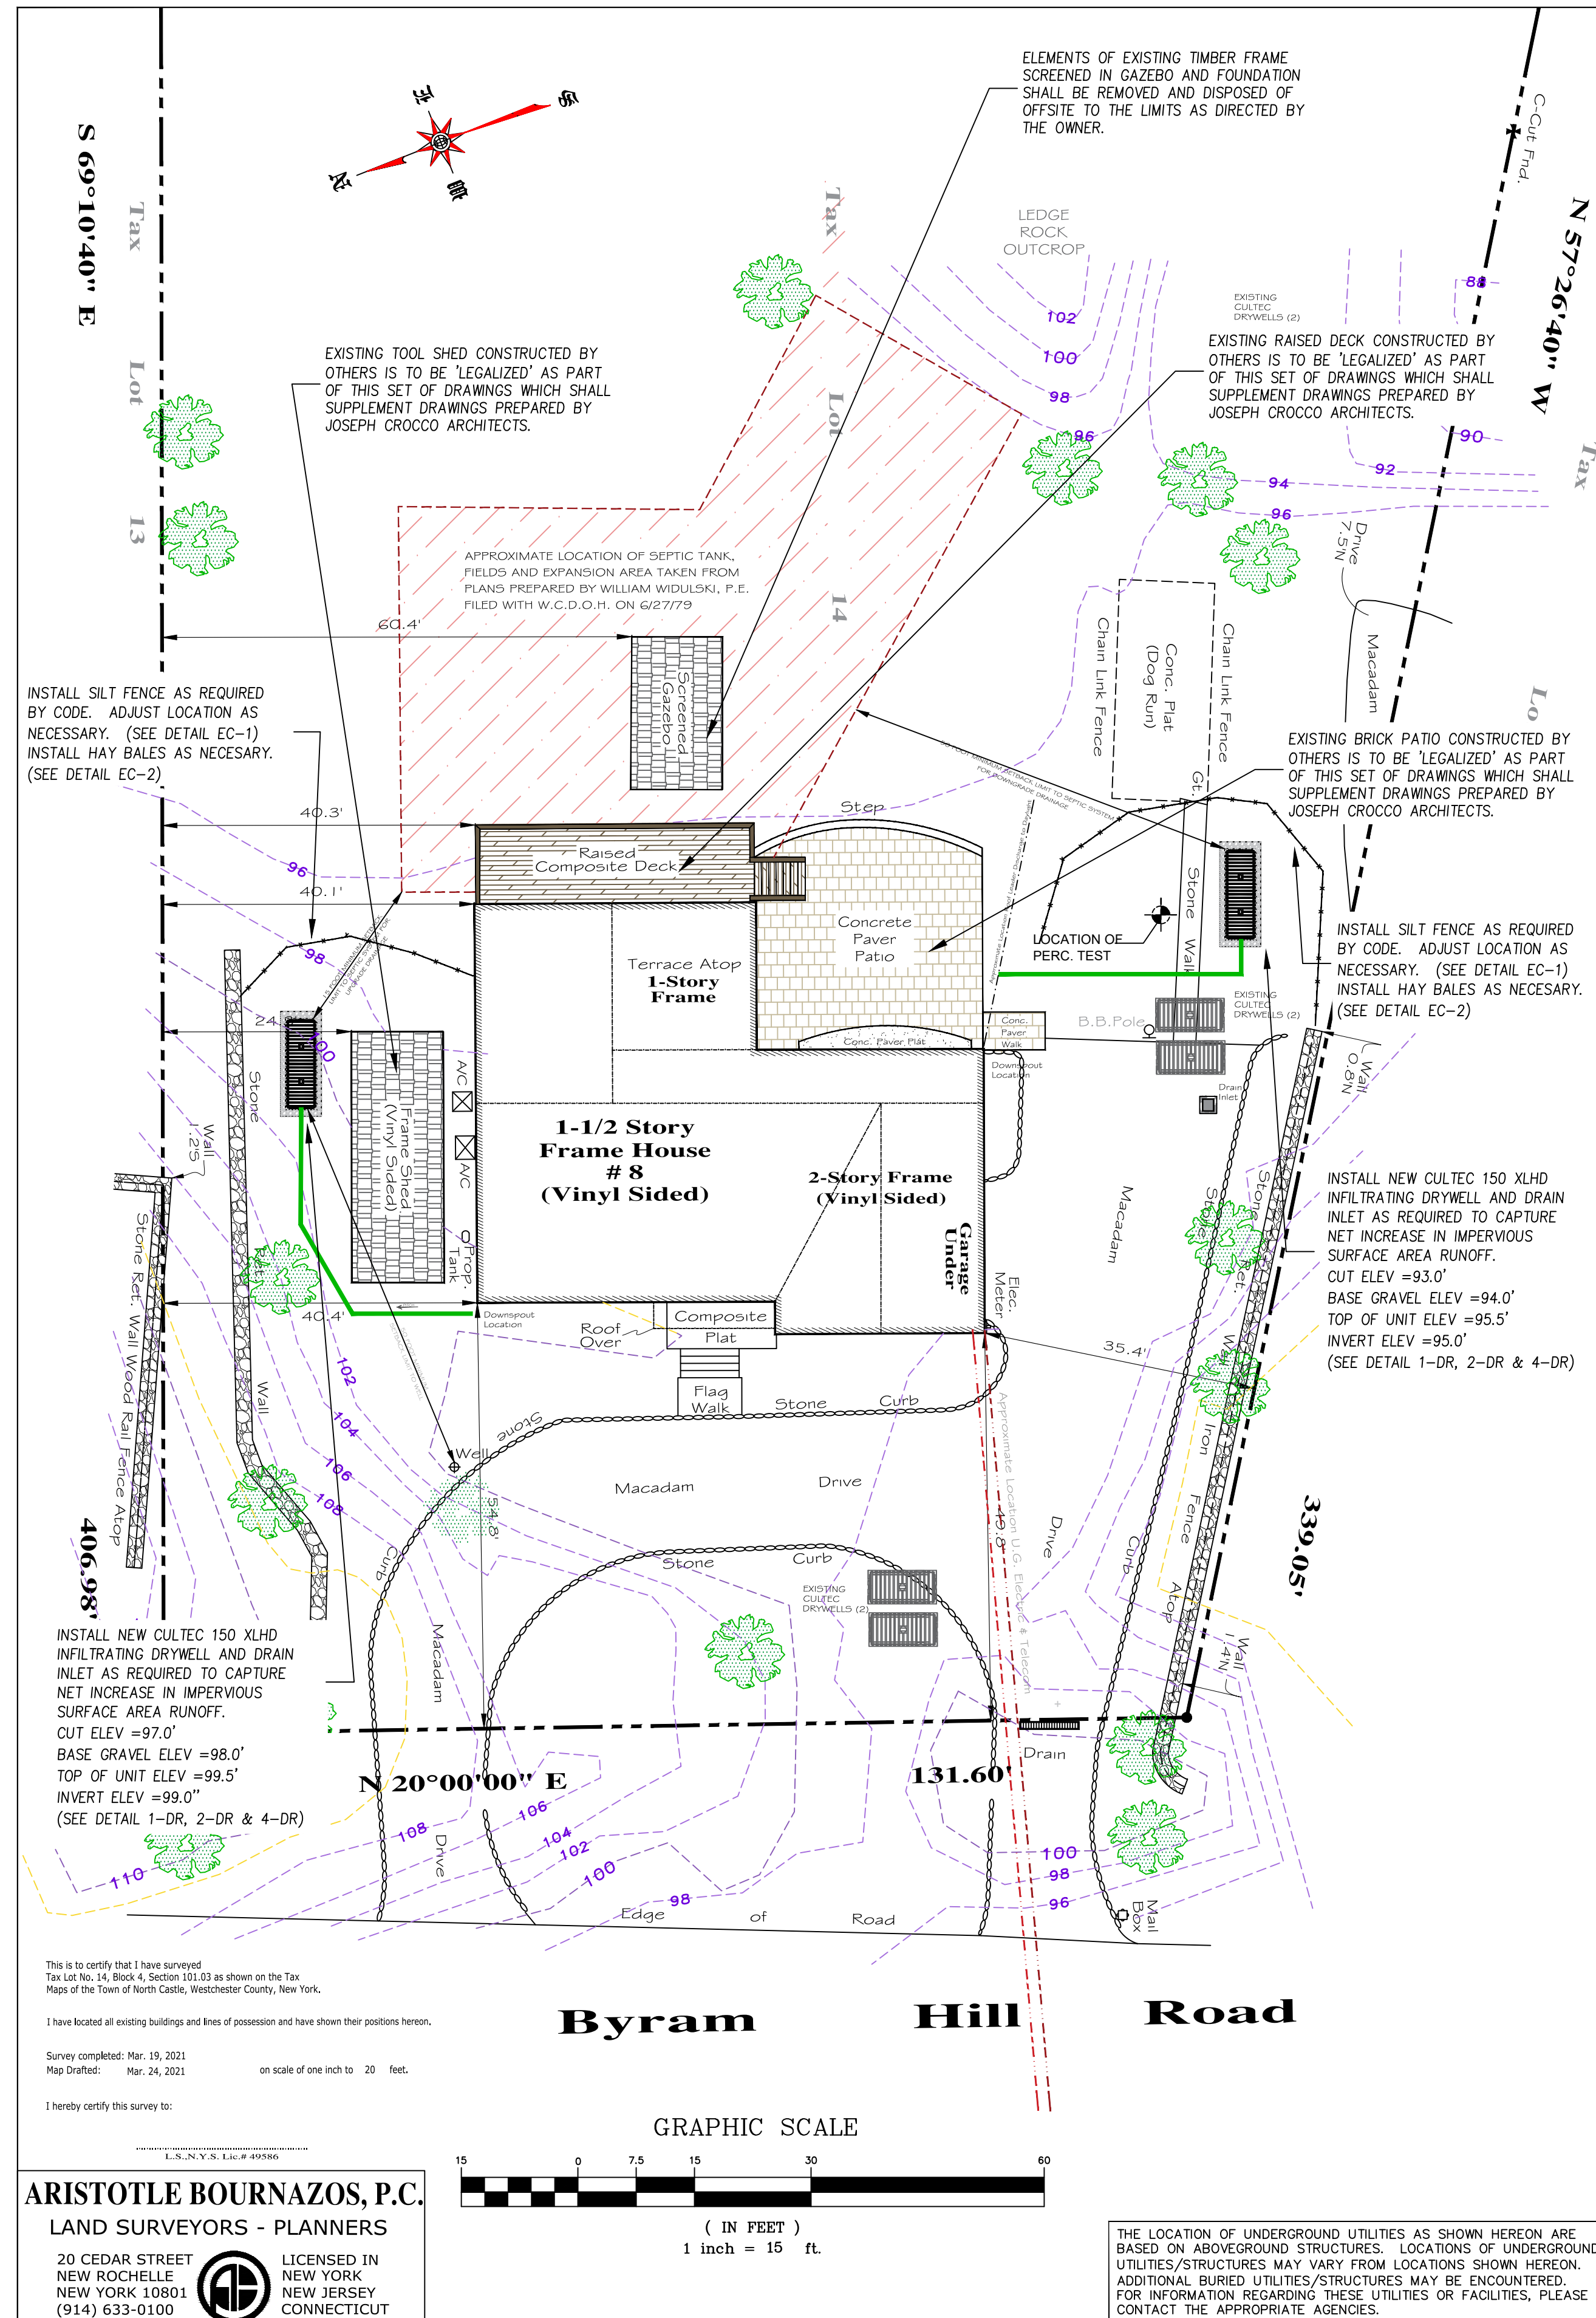 ELEMENTS OF EXISTING TIMBER FRAME
SCREENED IN GAZEBO AND FOUNDATION
SHALL BE REMOVED AND DISPOSED OF
OFFSITE TO THE LIMITS AS DIRECTED BY
THE OWNER.
C-Cut Fnd.
S 69°10'40" E
Tax
Lot
13
N 57°26'40" W
Tax
Lot
14
LEDGE
ROCK
OUTCROP
102
100
98
96
88
90
92
94
96
EXISTING
CULTEC
DRYWELLS (2)
EXISTING TOOL SHED CONSTRUCTED BY
OTHERS IS TO BE 'LEGALIZED' AS PART
OF THIS SET OF DRAWINGS WHICH SHALL
SUPPLEMENT DRAWINGS PREPARED BY
JOSEPH CROCCO ARCHITECTS.
EXISTING RAISED DECK CONSTRUCTED BY
OTHERS IS TO BE 'LEGALIZED' AS PART
OF THIS SET OF DRAWINGS WHICH SHALL
SUPPLEMENT DRAWINGS PREPARED BY
JOSEPH CROCCO ARCHITECTS.
Tax
Lo
Drive
7.5'N
Macadam
APPROXIMATE LOCATION OF SEPTIC TANK,
FIELDS AND EXPANSION AREA TAKEN FROM
PLANS PREPARED BY WILLIAM WIDULSKI, P.E.
FILED WITH W.C.D.O.H. ON 6/27/79
60.4'
Screened
Gazebo
Chain Link Fence
Conc. Plat
(Dog Run)
Chain Link Fence
Gt.
INSTALL SILT FENCE AS REQUIRED
BY CODE. ADJUST LOCATION AS
NECESSARY. (SEE DETAIL EC-1)
INSTALL HAY BALES AS NECESARY.
(SEE DETAIL EC-2)
EXISTING BRICK PATIO CONSTRUCTED BY
OTHERS IS TO BE 'LEGALIZED' AS PART
OF THIS SET OF DRAWINGS WHICH SHALL
SUPPLEMENT DRAWINGS PREPARED BY
JOSEPH CROCCO ARCHITECTS.
MINIMUM SETBACK LIMIT TO SEPTIC SYSTEM
FOR DOWNGRADE DRAINAGE
40.3'
Step
Raised
Composite Deck
96
40.1'
98
Concrete
Paver
Patio
Stone Walk
LOCATION OF
PERC. TEST
INSTALL SILT FENCE AS REQUIRED
BY CODE. ADJUST LOCATION AS
NECESSARY. (SEE DETAIL EC-1)
INSTALL HAY BALES AS NECESARY.
(SEE DETAIL EC-2)
Terrace Atop
1-Story
Frame
100
Conc. Paver Plat
Conc.
Paver
Walk
B.B.Pole
EXISTING
CULTEC
DRYWELLS (2)
Downspout
Location
Drain
Inlet
Wall
0.8'N
Stone
Ret.
Wall
Wall
1.2'S
Stone Ret. Wall Wood Rail Fence Atop
Frame Shed
(Vinyl Sided)
A/C
A/C
Prop.
Tank
1-1/2 Story
Frame House
# 8
(Vinyl Sided)
2-Story Frame
(Vinyl Sided)
Garage
Under
Elec.
Meter
Macadam
Drive
Stone
Curb
Stone Ret. Wall
Iron Fence Atop
INSTALL NEW CULTEC 150 XLHD
INFILTRATING DRYWELL AND DRAIN
INLET AS REQUIRED TO CAPTURE
NET INCREASE IN IMPERVIOUS
SURFACE AREA RUNOFF.
CUT ELEV =93.0'
BASE GRAVEL ELEV =94.0'
TOP OF UNIT ELEV =95.5'
INVERT ELEV =95.0'
(SEE DETAIL 1-DR, 2-DR & 4-DR)
40.4'
Downspout
Location
Roof
Over
Composite
Plat
35.4'
Flag
Walk
Stone
Curb
102
104
106
108
Stone
Curb
Well
54.8'
Macadam
Drive
49.8'
Approximate Location U.G. Electric & Telecom
Stone
Curb
EXISTING
CULTEC
DRYWELLS (2)
406.98'
339.05'
Macadam
Drive
Wall
1.4'N
INSTALL NEW CULTEC 150 XLHD
INFILTRATING DRYWELL AND DRAIN
INLET AS REQUIRED TO CAPTURE
NET INCREASE IN IMPERVIOUS
SURFACE AREA RUNOFF.
CUT ELEV =97.0'
BASE GRAVEL ELEV =98.0'
TOP OF UNIT ELEV =99.5'
INVERT ELEV =99.0"
(SEE DETAIL 1-DR, 2-DR & 4-DR)
N 20°00'00" E
131.60'
Drain
110
108
106
104
102
100
98
100
98
96
Edge of Road
Mail
Box
This is to certify that I have surveyed
Tax Lot No. 14, Block 4, Section 101.03 as shown on the Tax
Maps of the Town of North Castle, Westchester County, New York.
I have located all existing buildings and lines of possession and have shown their positions hereon.
Survey completed: Mar. 19, 2021
Map Drafted: Mar. 24, 2021 on scale of one inch to 20 feet.
I hereby certify this survey to:
L.S.,N.Y.S. Lic.# 49586
Byram Hill Road
GRAPHIC SCALE
15 0 7.5 15 30 60
( IN FEET )
1 inch = 15 ft.
ARISTOTLE BOURNAZOS, P.C.
LAND SURVEYORS - PLANNERS
20 CEDAR STREET
NEW ROCHELLE
NEW YORK 10801
(914) 633-0100
LICENSED IN
NEW YORK
NEW JERSEY
CONNECTICUT
THE LOCATION OF UNDERGROUND UTILITIES AS SHOWN HEREON ARE
BASED ON ABOVEGROUND STRUCTURES. LOCATIONS OF UNDERGROUND
UTILITIES/STRUCTURES MAY VARY FROM LOCATIONS SHOWN HEREON.
ADDITIONAL BURIED UTILITIES/STRUCTURES MAY BE ENCOUNTERED.
FOR INFORMATION REGARDING THESE UTILITIES OR FACILITIES, PLEASE
CONTACT THE APPROPRIATE AGENCIES.